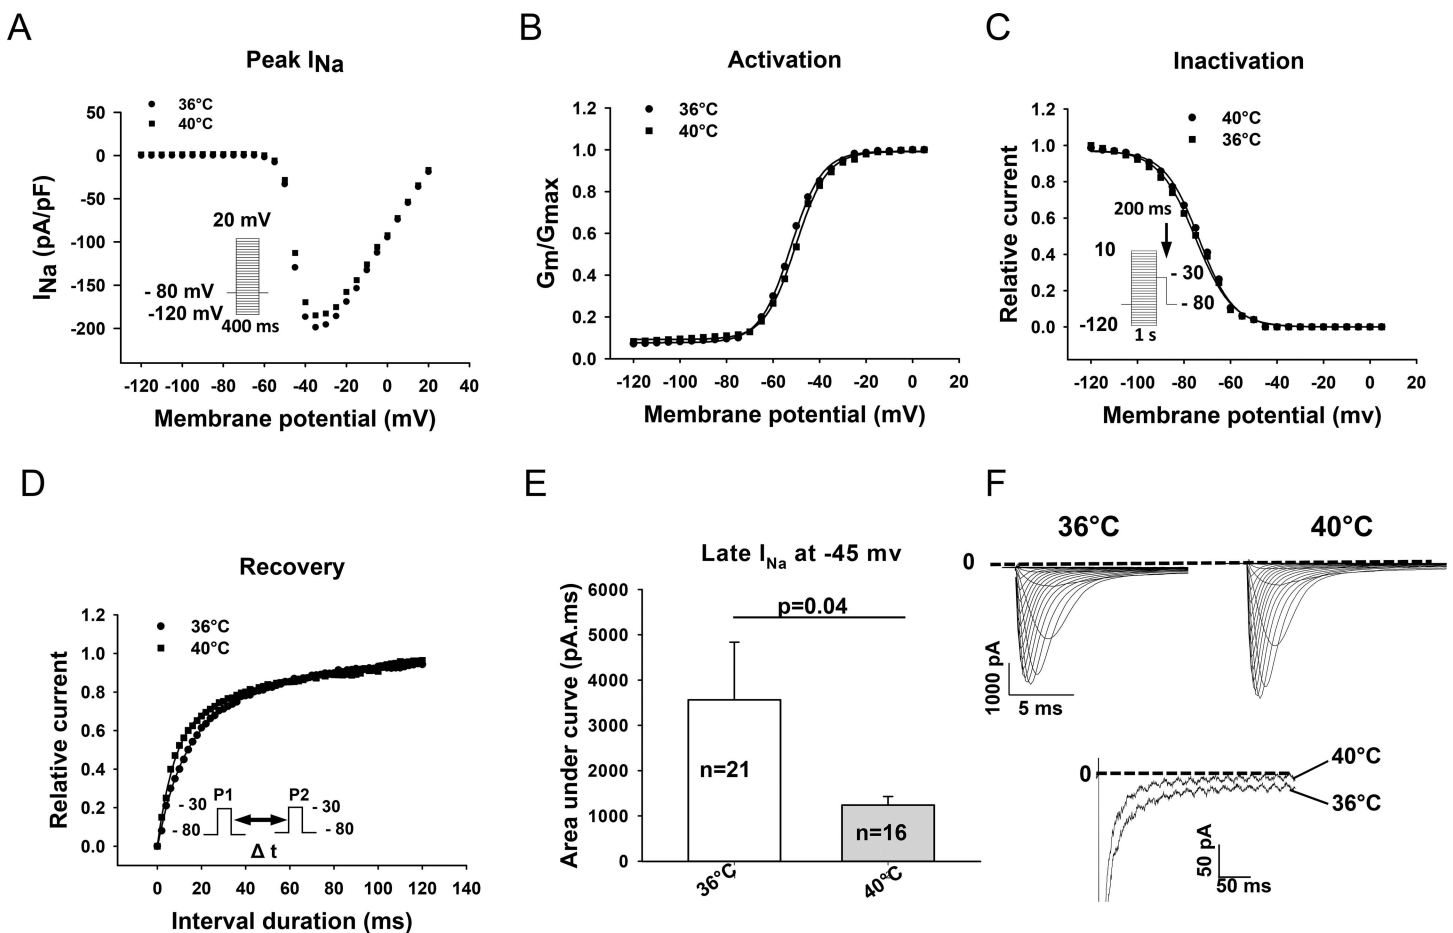 A
Peak INa
36°C
40°C
50
0
-50
-100
-150
-200
INa (pA/pF)
20 mV
- 80 mV
-120 mV
400 ms
-120 -100 -80 -60 -40 -20 0 20 40
Membrane potential (mV)
B
Activation
36°C
40°C
1.2
1.0
0.8
0.6
0.4
0.2
0.0
Gm/Gmax
-120 -100 -80 -60 -40 -20 0 20
Membrane potential (mV)
C
Inactivation
40°C
36°C
1.2
1.0
0.8
0.6
0.4
0.2
0.0
Relative current
200 ms
10
- 30
- 80
-120
1 s
-120 -100 -80 -60 -40 -20 0 20
Membrane potential (mv)
D
Recovery
36°C
40°C
1.2
1.0
0.8
0.6
0.4
0.2
0.0
Relative current
P1 P2
- 30 - 30
- 80 - 80
Δ t
0 20 40 60 80 100 120 140
Interval duration (ms)
E
Late INa at -45 mv
p=0.04
6000
5000
4000
3000
2000
1000
0
Area under curve (pA.ms)
n=21
n=16
36°C 40°C
F
36°C 40°C
0
1000 pA
5 ms
0
40°C
36°C
50 pA
50 ms